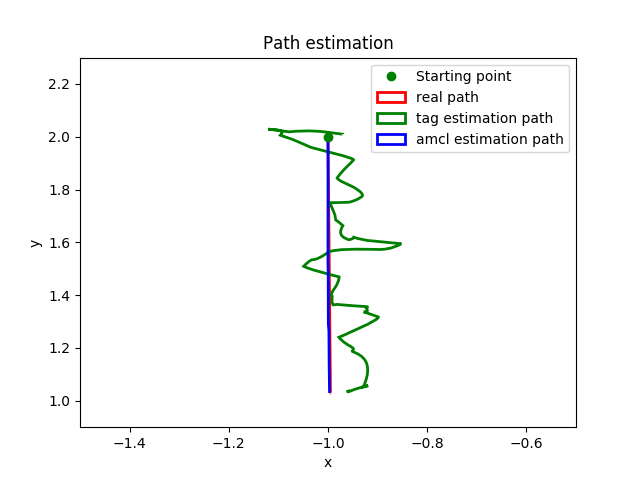 Path estimation
Starting point
real path
tag estimation path
amcl estimation path
y
2.2
2.0
1.8
1.6
1.4
1.2
1.0
−1.4
−1.2
−1.0
−0.8
−0.6
x